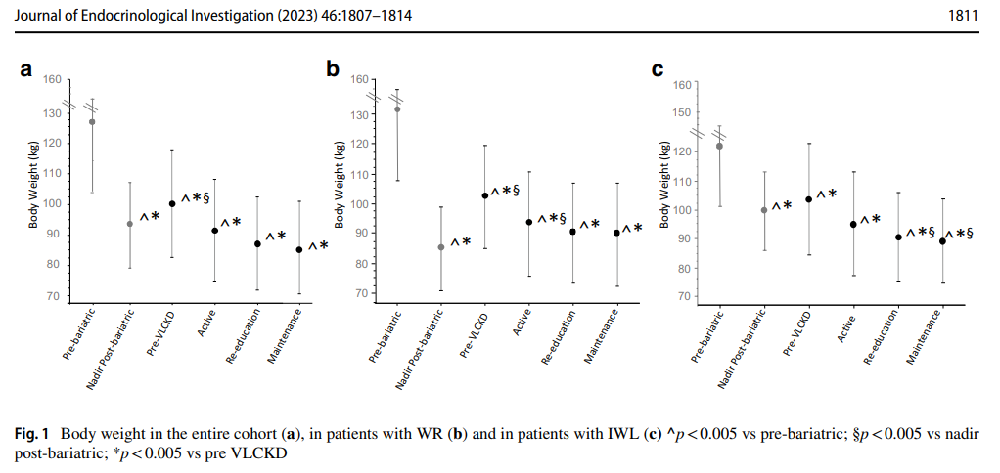 Journal of Endocrinological Investigation (2023) 46:1807–1814
1811
a
160
130
120
110
100
90
80
70
Body Weight (kg)
^*
^*§
^*
^*
^*
Pre-bariatric
Nadir Post-bariatric
Pre-VLCKD
Active
Re-education
Maintenance
b
160
130
120
110
100
90
80
70
Body Weight (kg)
^*
^*§
^*§
^*
^*
Pre-bariatric
Nadir Post-bariatric
Pre-VLCKD
Active
Re-education
Maintenance
c
160
150
120
110
100
90
80
70
Body Weight (kg)
^*
^*
^*
^*§
^*§
Pre-bariatric
Nadir Post-bariatric
Pre-VLCKD
Active
Re-education
Maintenance
Fig. 1 Body weight in the entire cohort (a), in patients with WR (b) and in patients with IWL (c) ^p < 0.005 vs pre-bariatric; §p < 0.005 vs nadir
post-bariatric; *p < 0.005 vs pre VLCKD